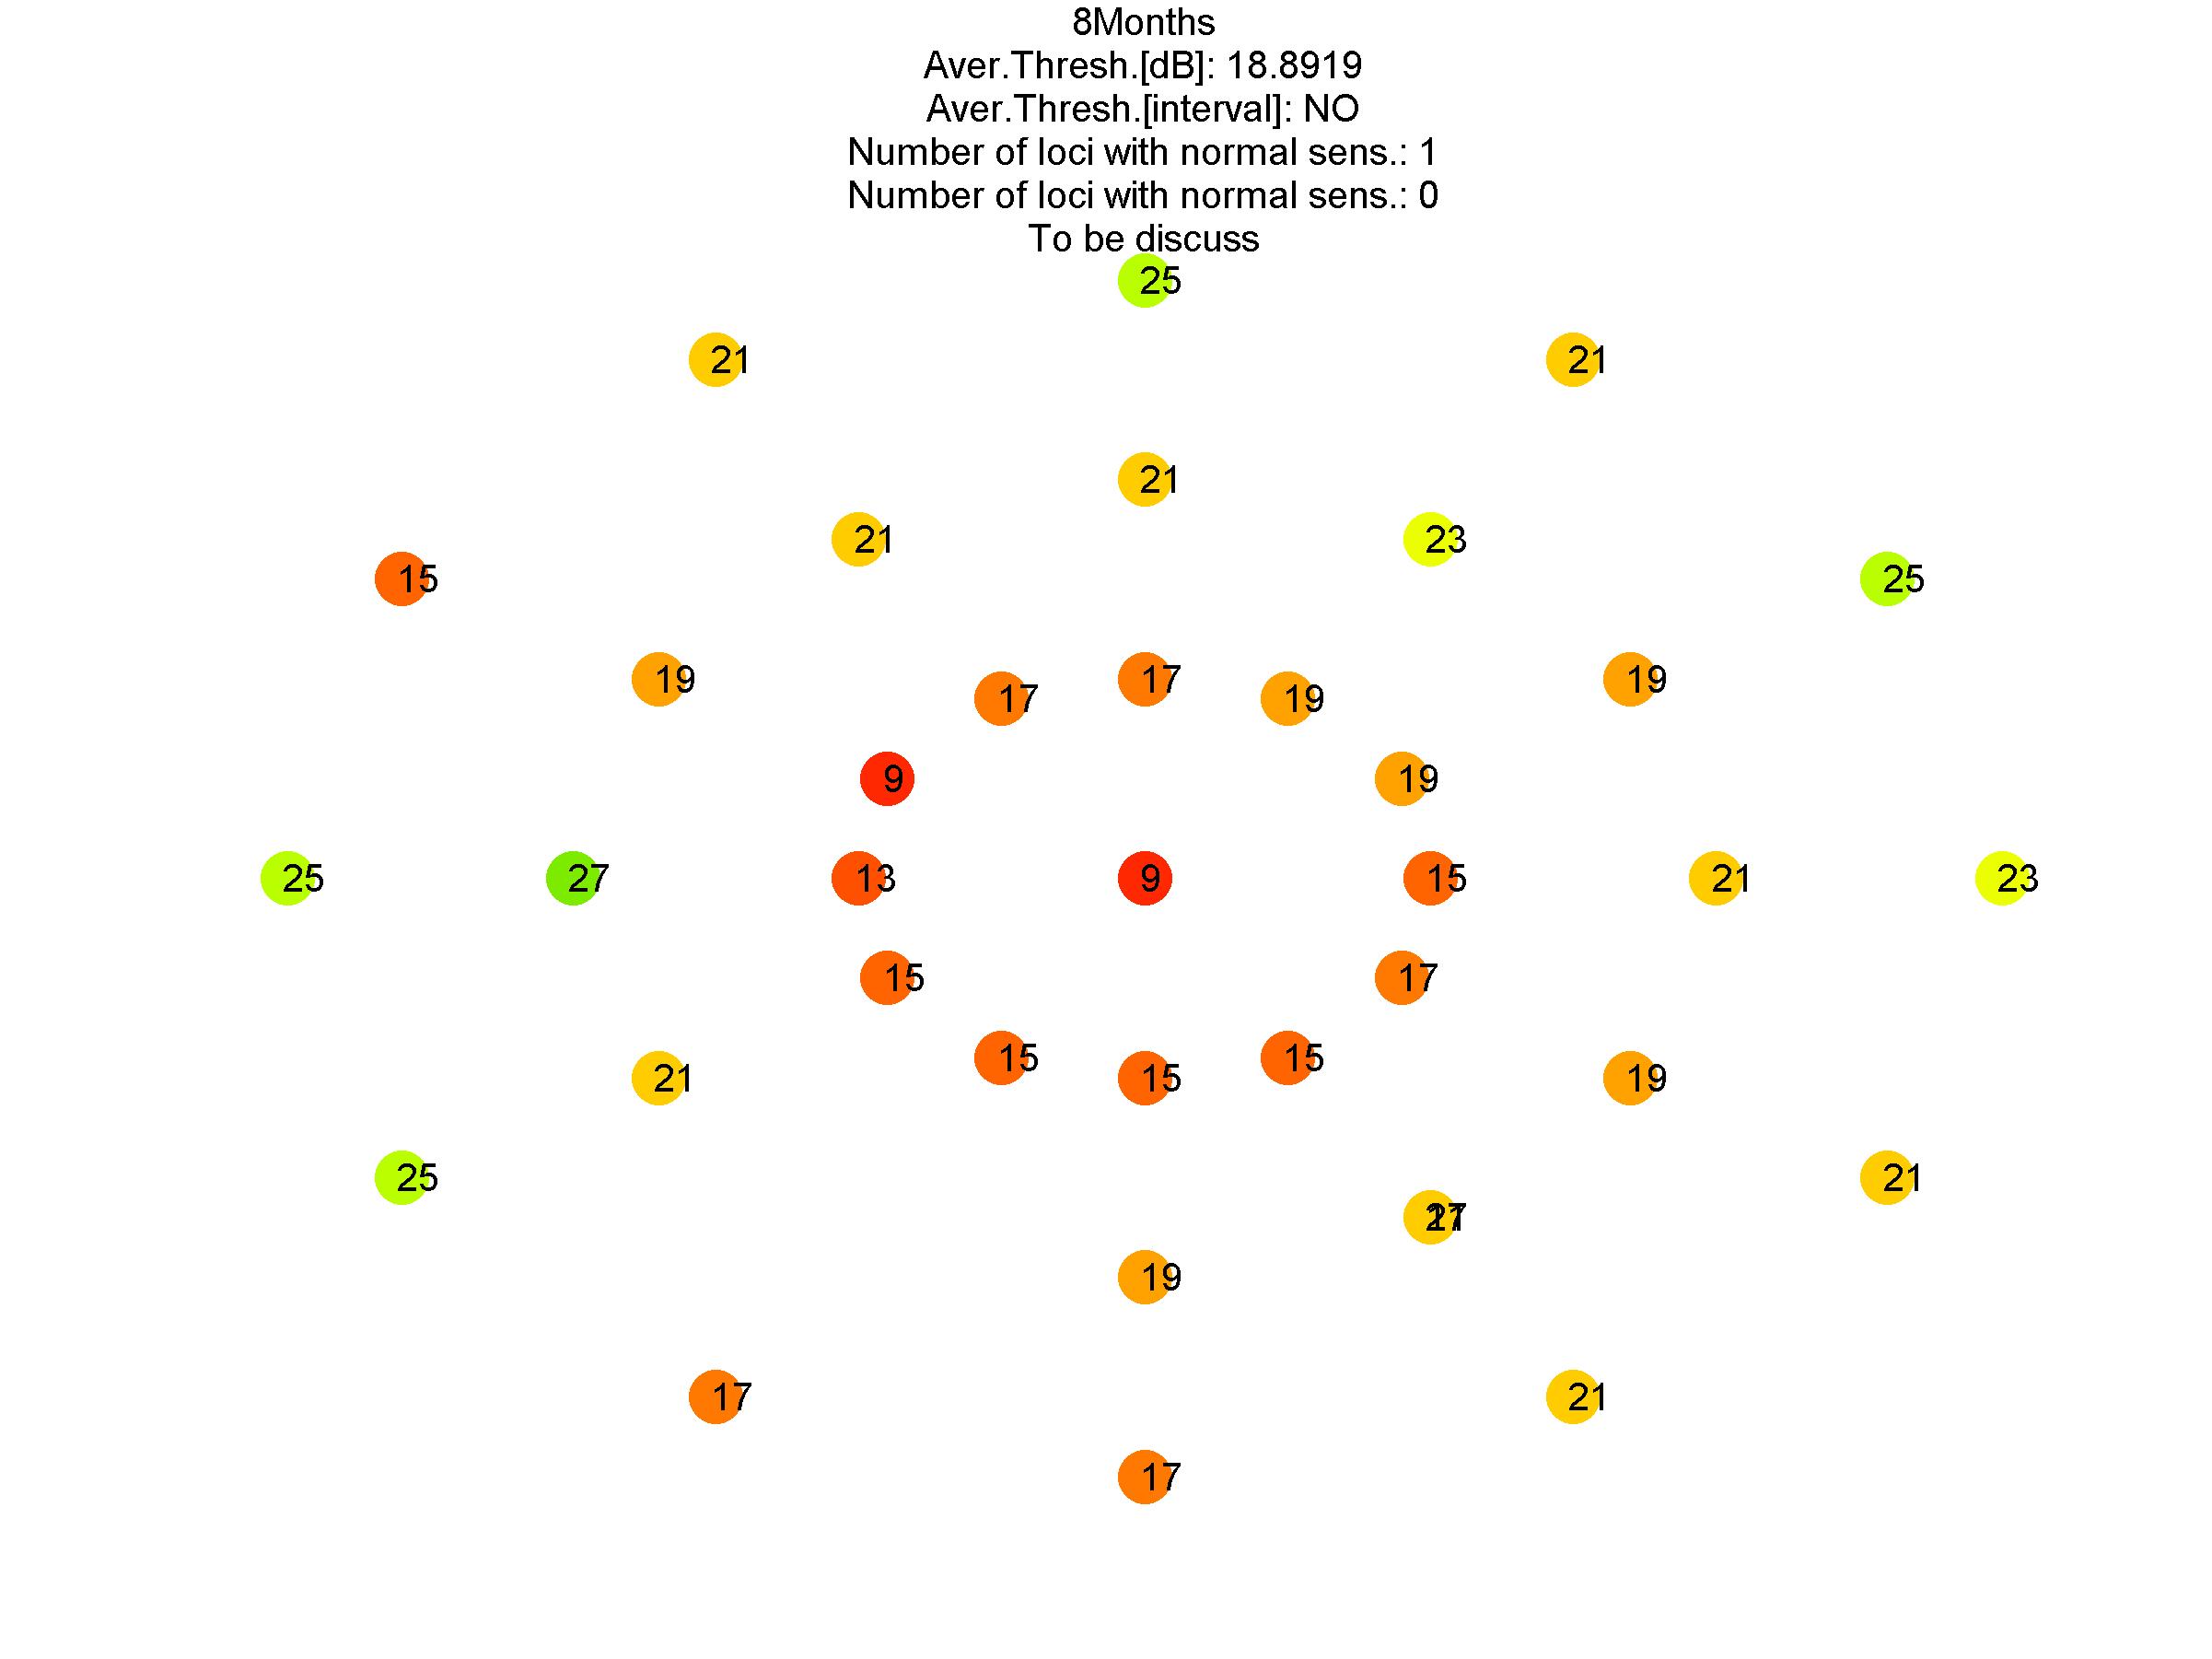 8Months
Aver.Thresh.[dB]: 18.8919
Aver.Thresh.[interval]: NO
Number of loci with normal sens.: 1
Number of loci with normal sens.: 0
To be discuss
25
21 21
21
21 23
15 25
19 17 19
17 19
9 19
25 27 13 9 15 21 23
15 17
15 15
21 15 19
25 21
19
17 21
17